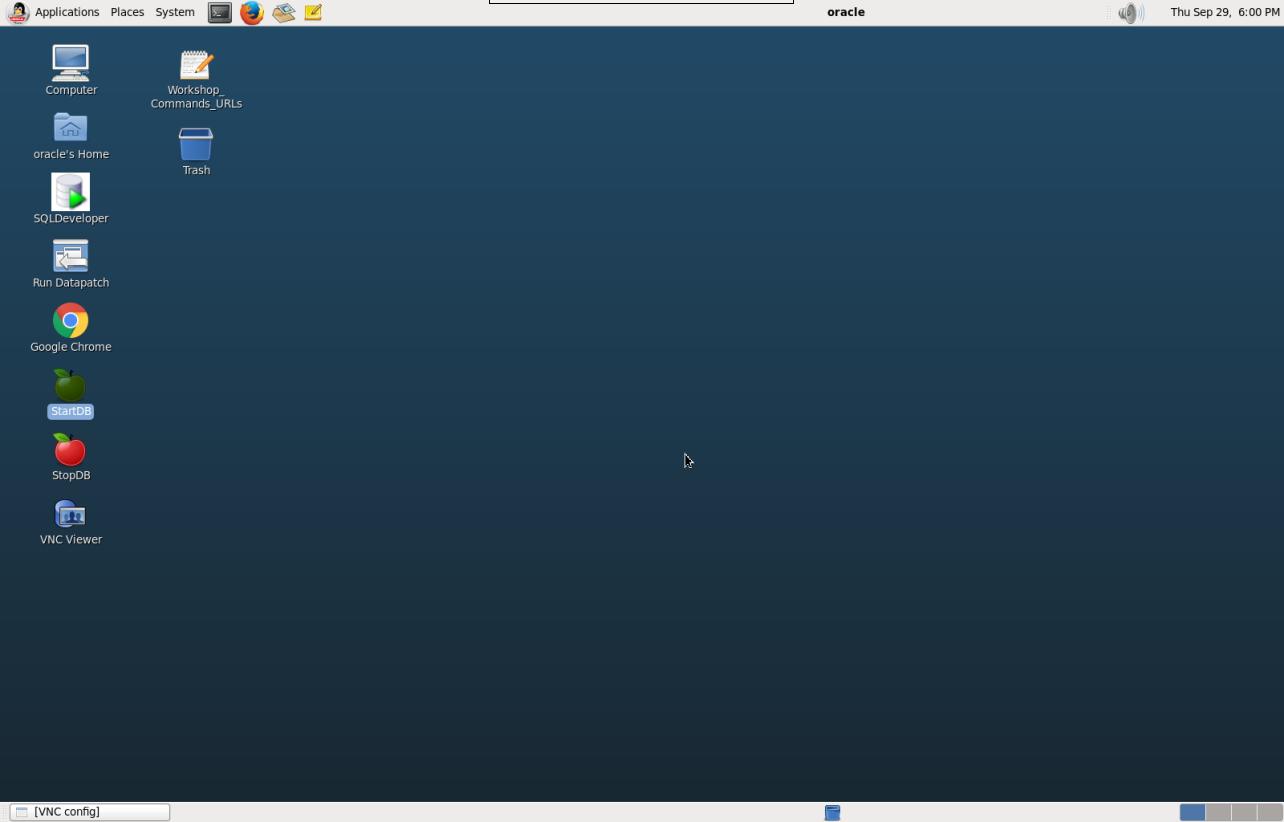 Applications Places System oracle Thu Sep 29, 6:00 PM
Computer
oracle's Home
SQLDeveloper
Run Datapatch
Google Chrome
StartDB
StopDB
VNC Viewer
Workshop_
Commands_URLs
Trash
[VNC config]